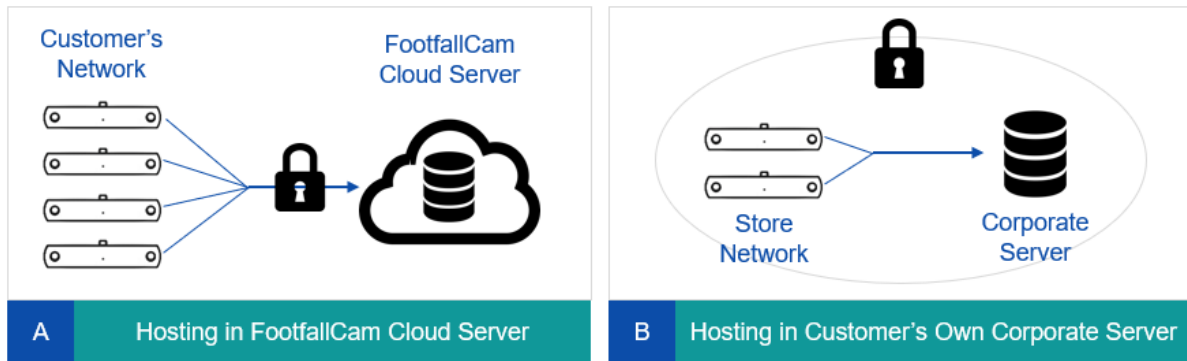 Customer's
Network
FootfallCam
Cloud Server
A
Hosting in FootfallCam Cloud Server
Store
Network
Corporate
Server
B
Hosting in Customer's Own Corporate Server